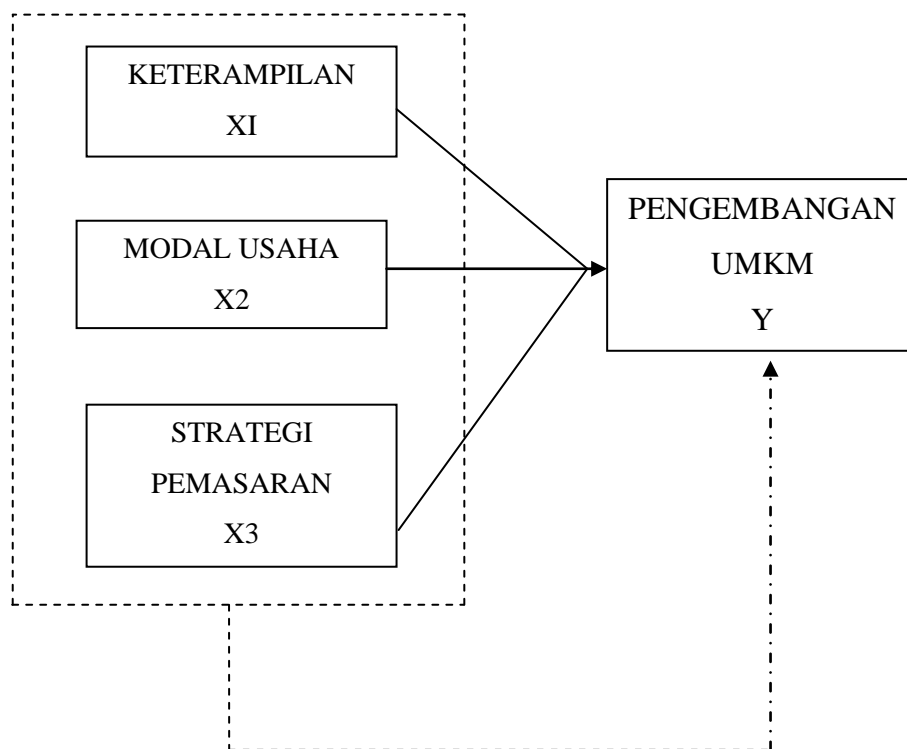 KETERAMPILAN
XI
MODAL USAHA
X2
STRATEGI
PEMASARAN
X3
PENGEMBANGAN
UMKM
Y